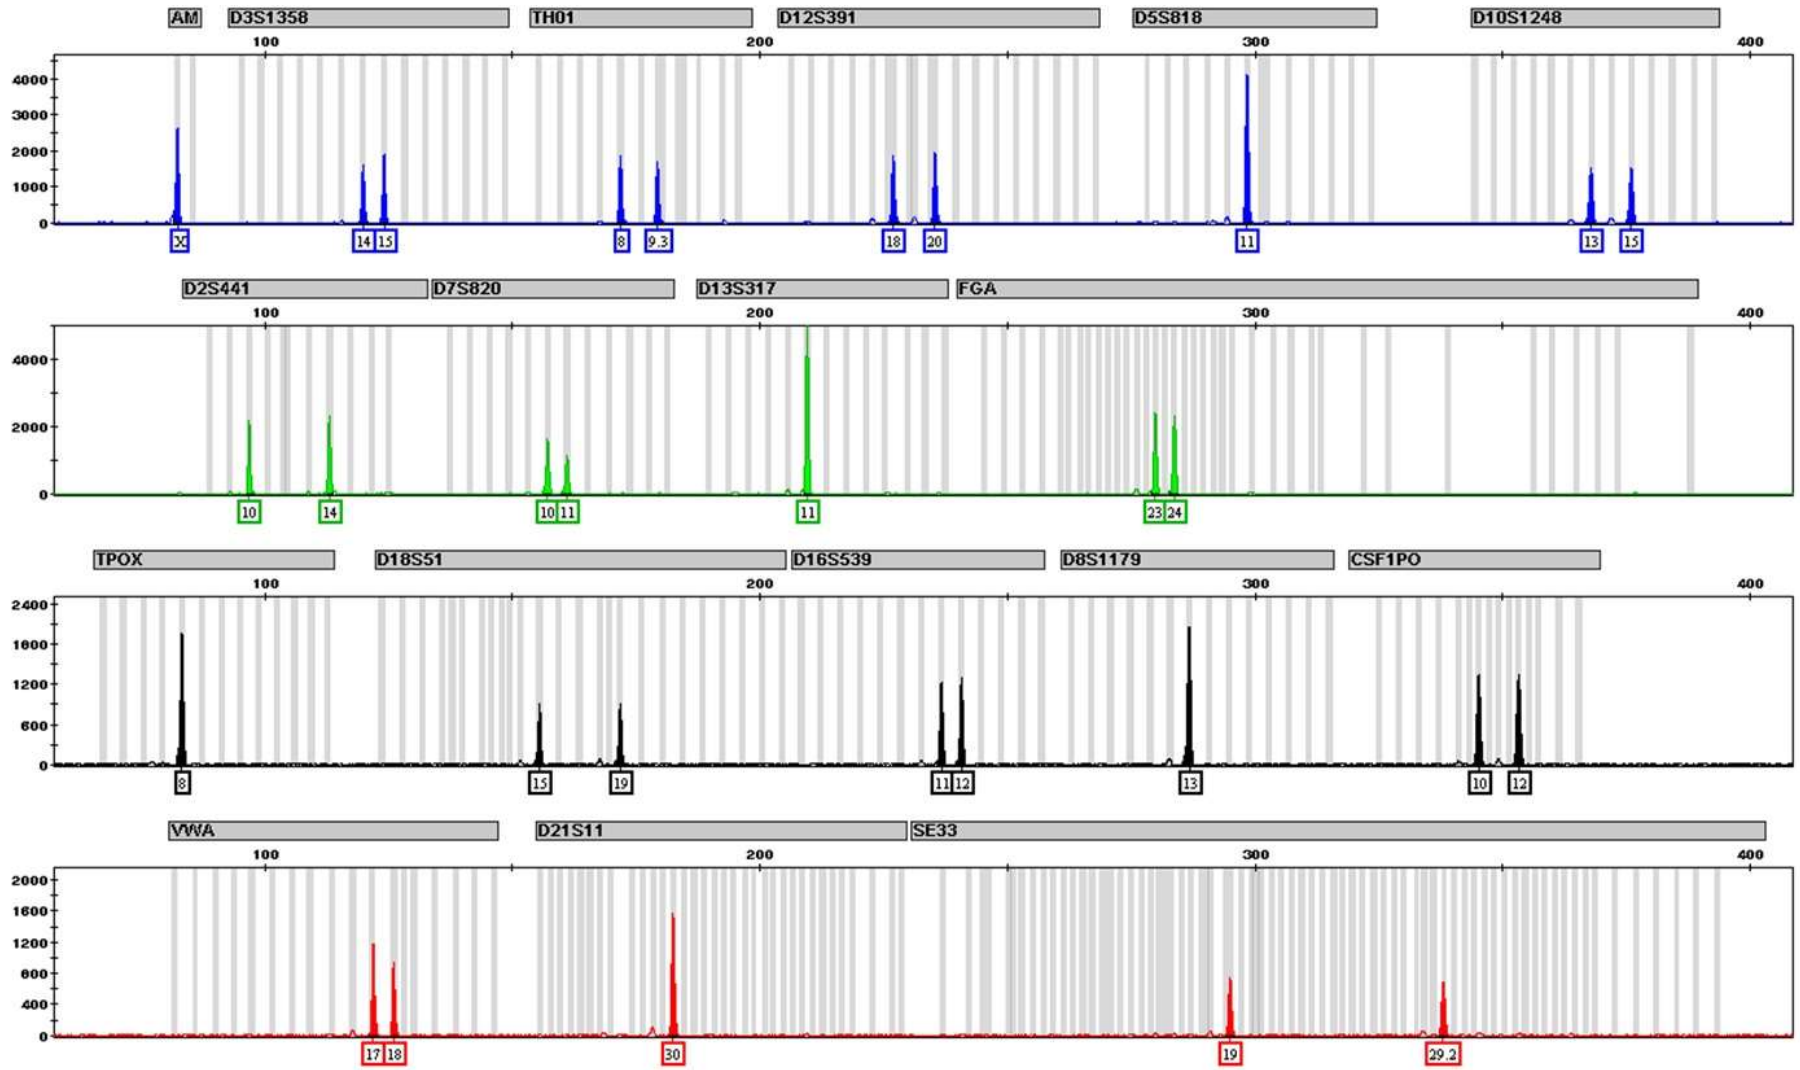 AM D3S1358 TH01 D12S391 D5S818 D10S1248
100 200 300 400
4000
3000
2000
1000
0
X 14 15 8 9.3 18 20 11 13 15
D2S441 D7S820 D13S317 FGA
100 200 300 400
4000
2000
0
10 14 10 11 11 23 24
TPOX D18S51 D16S539 D8S1179 CSF1PO
100 200 300 400
2400
1800
1200
600
0
8 15 19 11 12 13 10 12
VWA D21S11 SE33
100 200 300 400
2000
1600
1200
800
400
0
17 18 30 19 29.2